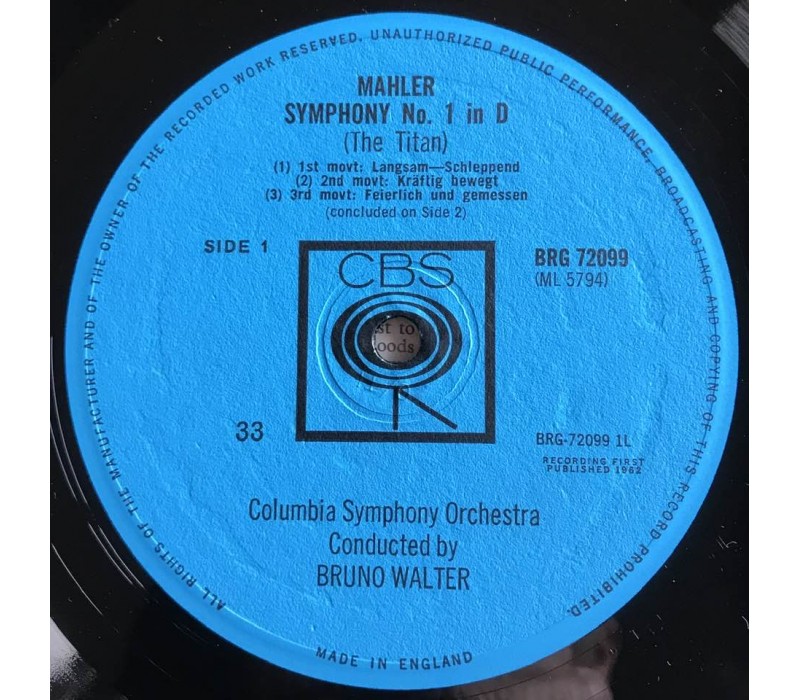 ALL RIGHTS OF THE MANUFACTURER AND OF THE OWNER OF THE RECORDED WORK RESERVED. UNAUTHORIZED PUBLIC PERFORMANCE, BROADCASTING AND COPYING OF THIS RECORD PROHIBITED.
MAHLER
SYMPHONY No. 1 in D
(The Titan)
(1) 1st movt: Langsam—Schleppend
(2) 2nd movt: Kräftig bewegt
(3) 3rd movt: Feierlich und gemessen
(concluded on Side 2)
SIDE 1
BRG 72099
(ML 5794)
CBS
st to
oods
33
BRG-72099 1L
RECORDING FIRST
PUBLISHED 1962
Columbia Symphony Orchestra
Conducted by
BRUNO WALTER
MADE IN ENGLAND